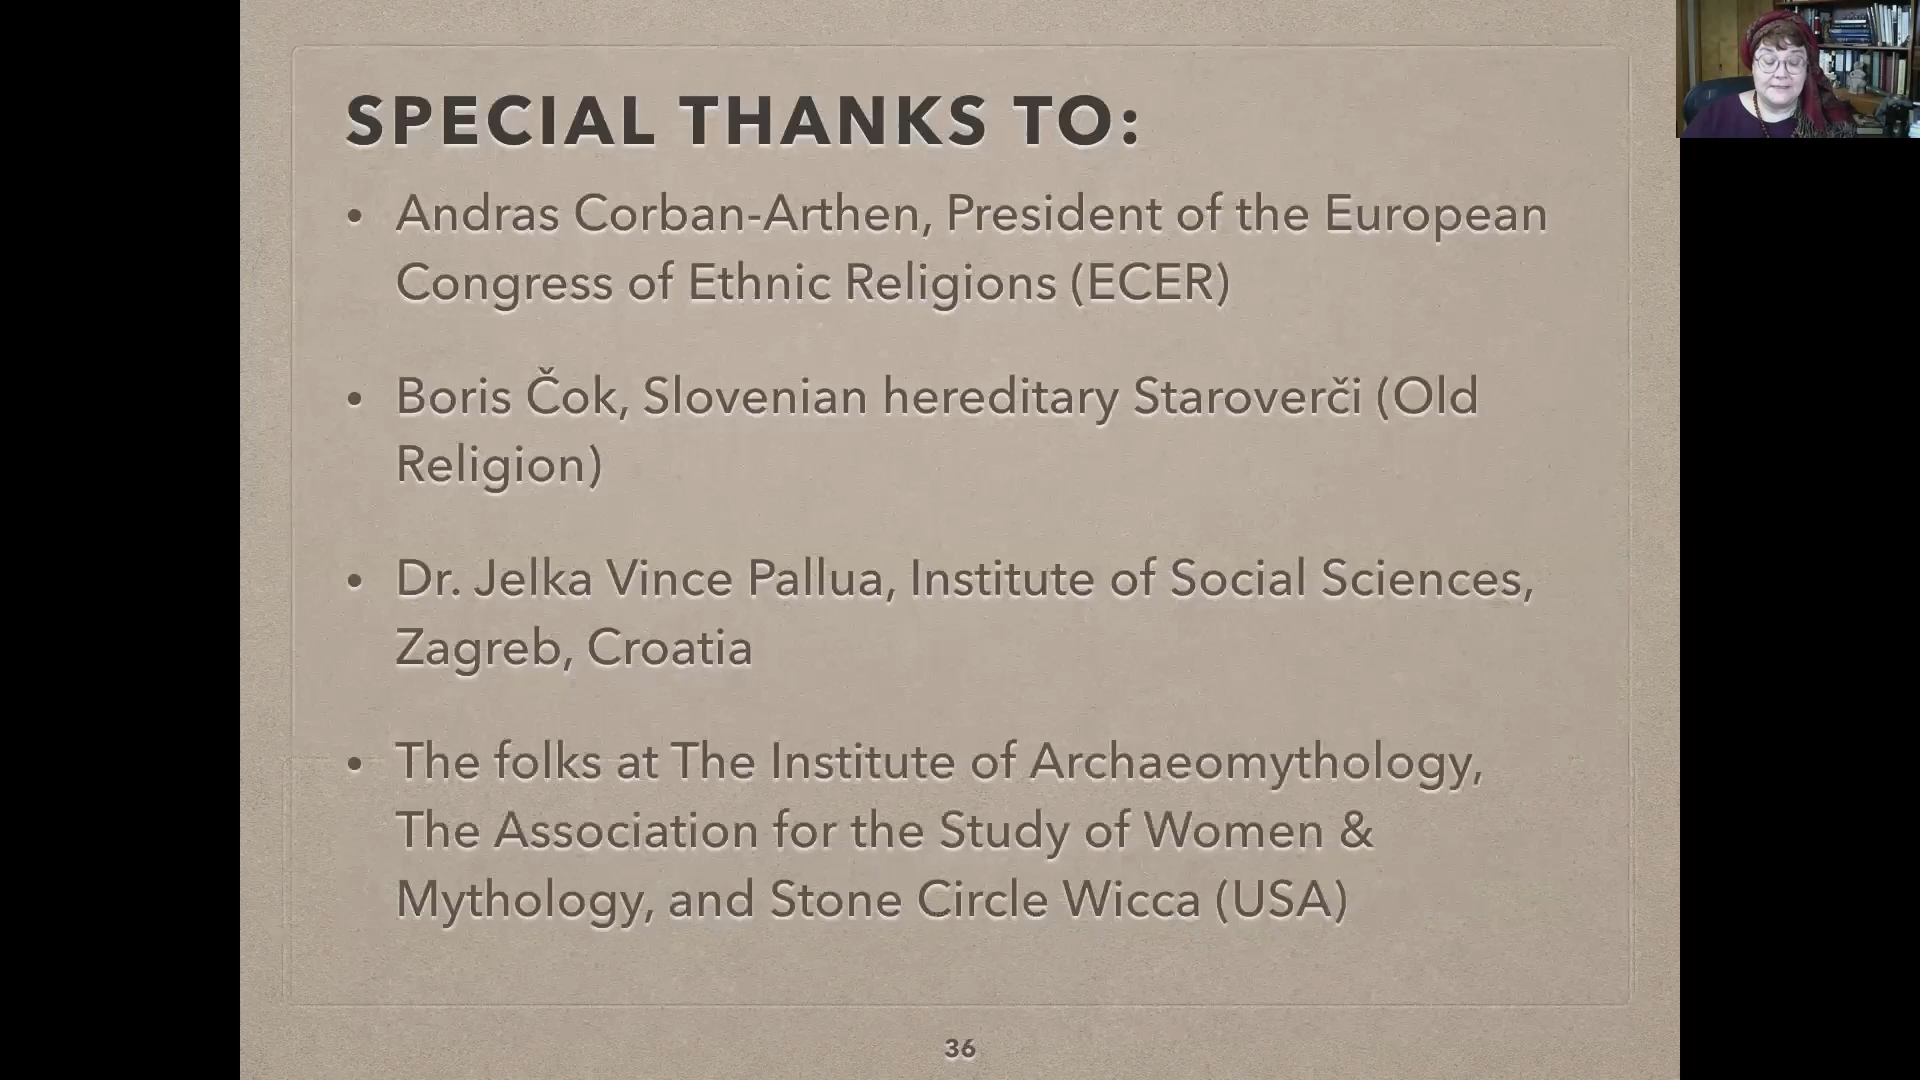 SPECIAL THANKS TO:
• Andras Corban-Arthen, President of the European
Congress of Ethnic Religions (ECER)
• Boris Čok, Slovenian hereditary Staroverči (Old
Religion)
• Dr. Jelka Vince Pallua, Institute of Social Sciences,
Zagreb, Croatia
• The folks at The Institute of Archaeomythology,
The Association for the Study of Women &
Mythology, and Stone Circle Wicca (USA)
36